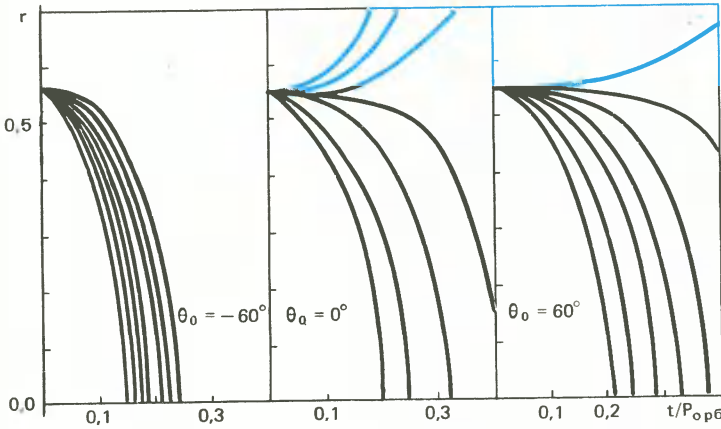 r
0,5
θ₀ = −60° θ₀ = 0° θ₀ = 60°
0,0
0,1 0,3 0,1 0,3 0,1 0,2 t/Pорб